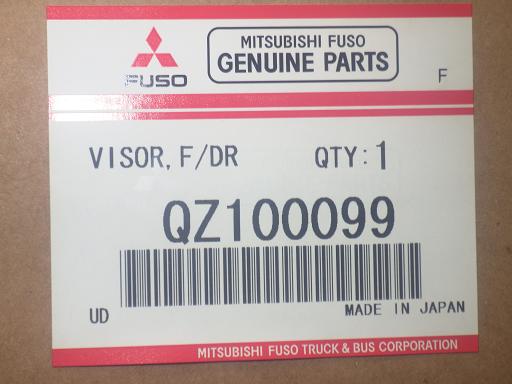 FUSO
MITSUBISHI FUSO
GENUINE PARTS
F
VISOR, F/DR QTY: 1
QZ100099
UD
MADE IN JAPAN
MITSUBISHI FUSO TRUCK & BUS CORPORATION